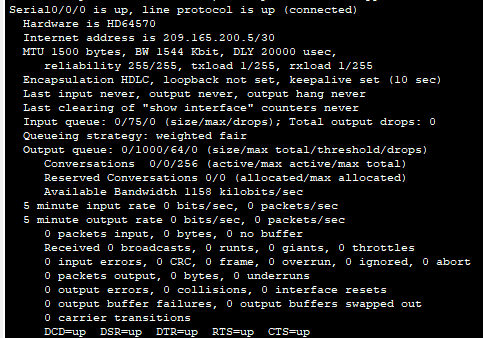 Serial0/0/0 is up, line protocol is up (connected)
Hardware is HD64570
Internet address is 209.165.200.5/30
MTU 1500 bytes, BW 1544 Kbit, DLY 20000 usec,
reliability 255/255, txload 1/255, rxload 1/255
Encapsulation HDLC, loopback not set, keepalive set (10 sec)
Last input never, output never, output hang never
Last clearing of "show interface" counters never
Input queue: 0/75/0 (size/max/drops); Total output drops: 0
Queueing strategy: weighted fair
Output queue: 0/1000/64/0 (size/max total/threshold/drops)
Conversations 0/0/256 (active/max active/max total)
Reserved Conversations 0/0 (allocated/max allocated)
Available Bandwidth 1158 kilobits/sec
5 minute input rate 0 bits/sec, 0 packets/sec
5 minute output rate 0 bits/sec, 0 packets/sec
0 packets input, 0 bytes, 0 no buffer
Received 0 broadcasts, 0 runts, 0 giants, 0 throttles
0 input errors, 0 CRC, 0 frame, 0 overrun, 0 ignored, 0 abort
0 packets output, 0 bytes, 0 underruns
0 output errors, 0 collisions, 0 interface resets
0 output buffer failures, 0 output buffers swapped out
0 carrier transitions
DCD=up DSR=up DTR=up RTS=up CTS=up